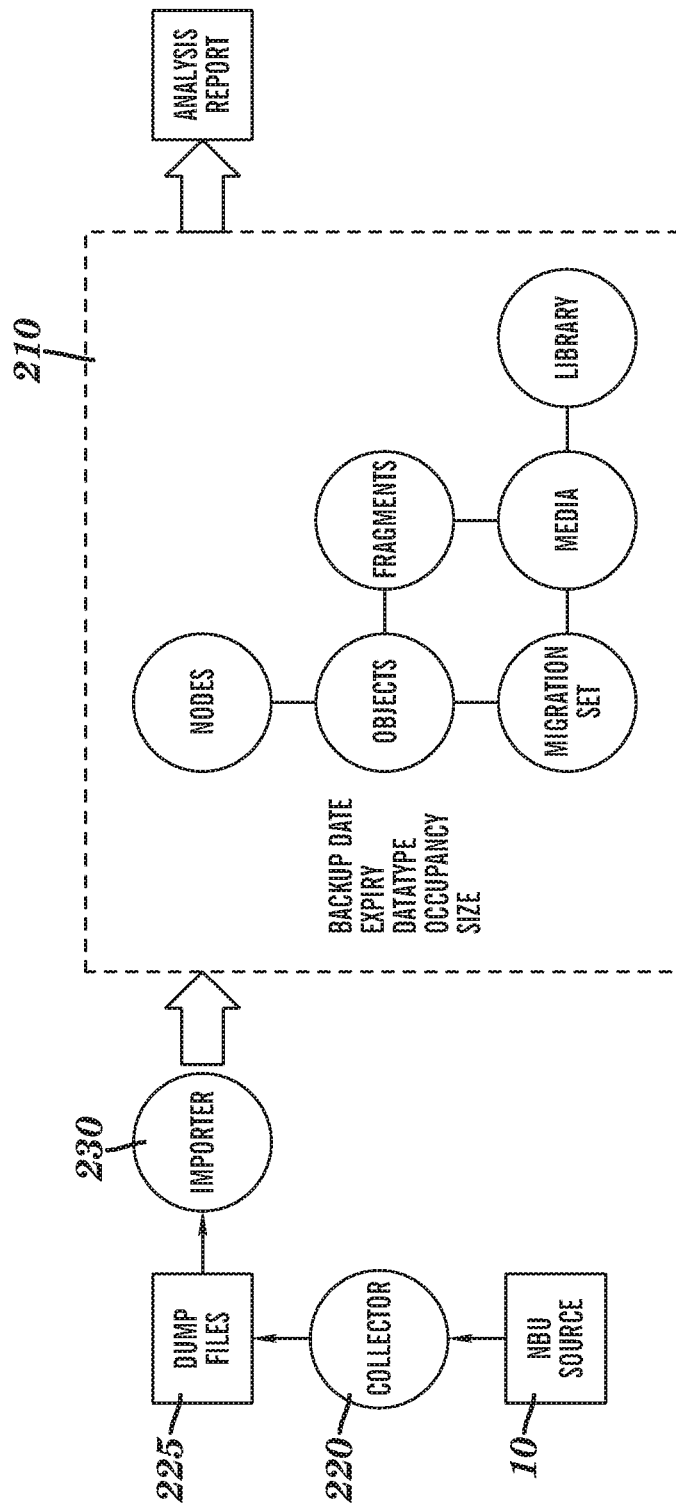 210
ANALYSIS
REPORT
230
IMPORTER
225
DUMP
FILES
220
COLLECTOR
10
NBU
SOURCE
NODES
BACKUP DATE
EXPIRY
DATATYPE
OCCUPANCY
SIZE
OBJECTS
FRAGMENTS
MIGRATION
SET
MEDIA
LIBRARY